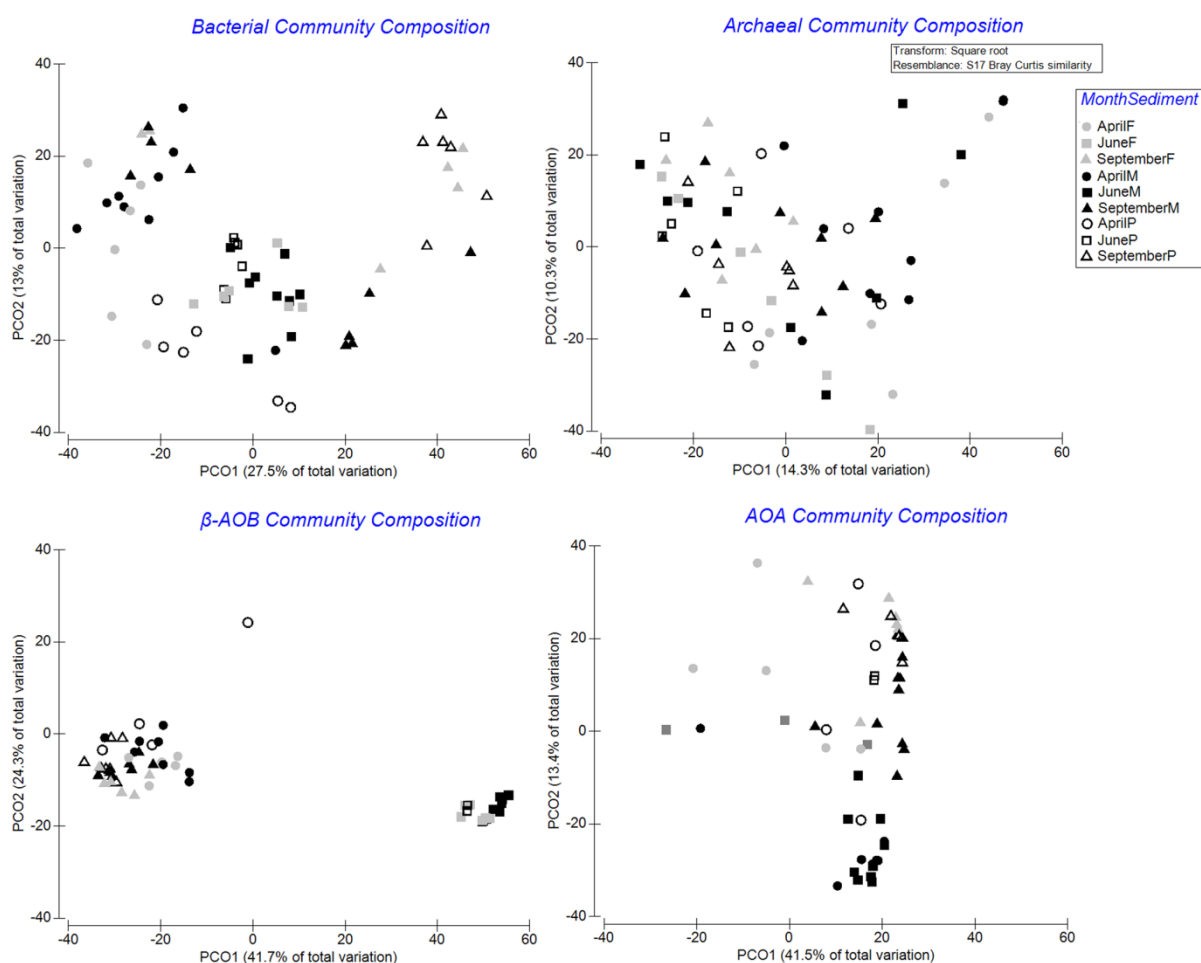 Bacterial Community Composition
40
20
0
-20
-40
PCO2 (13% of total variation)
-40 -20 0 20 40 60
PCO1 (27.5% of total variation)
Archaeal Community Composition
Transform: Square root
Resemblance: S17 Bray Curtis similarity
40
20
0
-20
-40
PCO2 (10.3% of total variation)
-40 -20 0 20 40 60
PCO1 (14.3% of total variation)
MonthSediment
AprilF
JuneF
SeptemberF
AprilM
JuneM
SeptemberM
AprilP
JuneP
SeptemberP
β-AOB Community Composition
40
20
0
-20
-40
PCO2 (24.3% of total variation)
-40 -20 0 20 40 60
PCO1 (41.7% of total variation)
AOA Community Composition
40
20
0
-20
-40
PCO2 (13.4% of total variation)
-40 -20 0 20 40 60
PCO1 (41.5% of total variation)